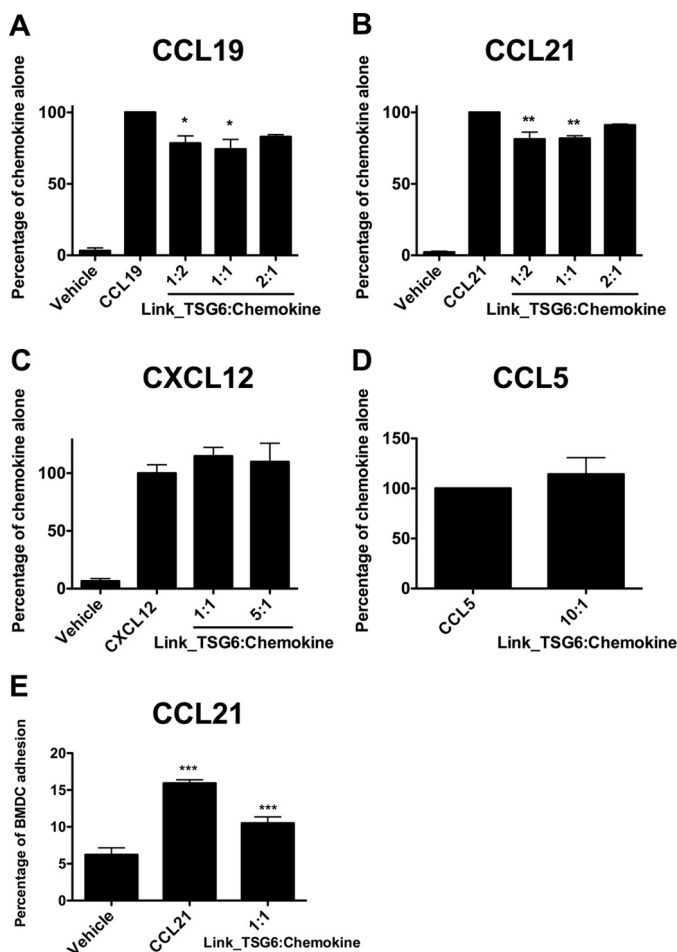 A
CCL19
Percentage of chemokine alone
100
50
0
*
*
Vehicle
CCL19
1:2
1:1
2:1
Link_TSG6:Chemokine
B
CCL21
Percentage of chemokine alone
100
50
0
**
**
Vehicle
CCL21
1:2
1:1
2:1
Link_TSG6:Chemokine
C
CXCL12
Percentage of chemokine alone
100
50
0
Vehicle
CXCL12
1:1
5:1
Link_TSG6:Chemokine
D
CCL5
Percentage of chemokine alone
150
100
50
0
CCL5
10:1
Link_TSG6:Chemokine
E
CCL21
Percentage of BMDC adhesion
20
15
10
5
0
***
***
Vehicle
CCL21
1:1
Link_TSG6:Chemokine